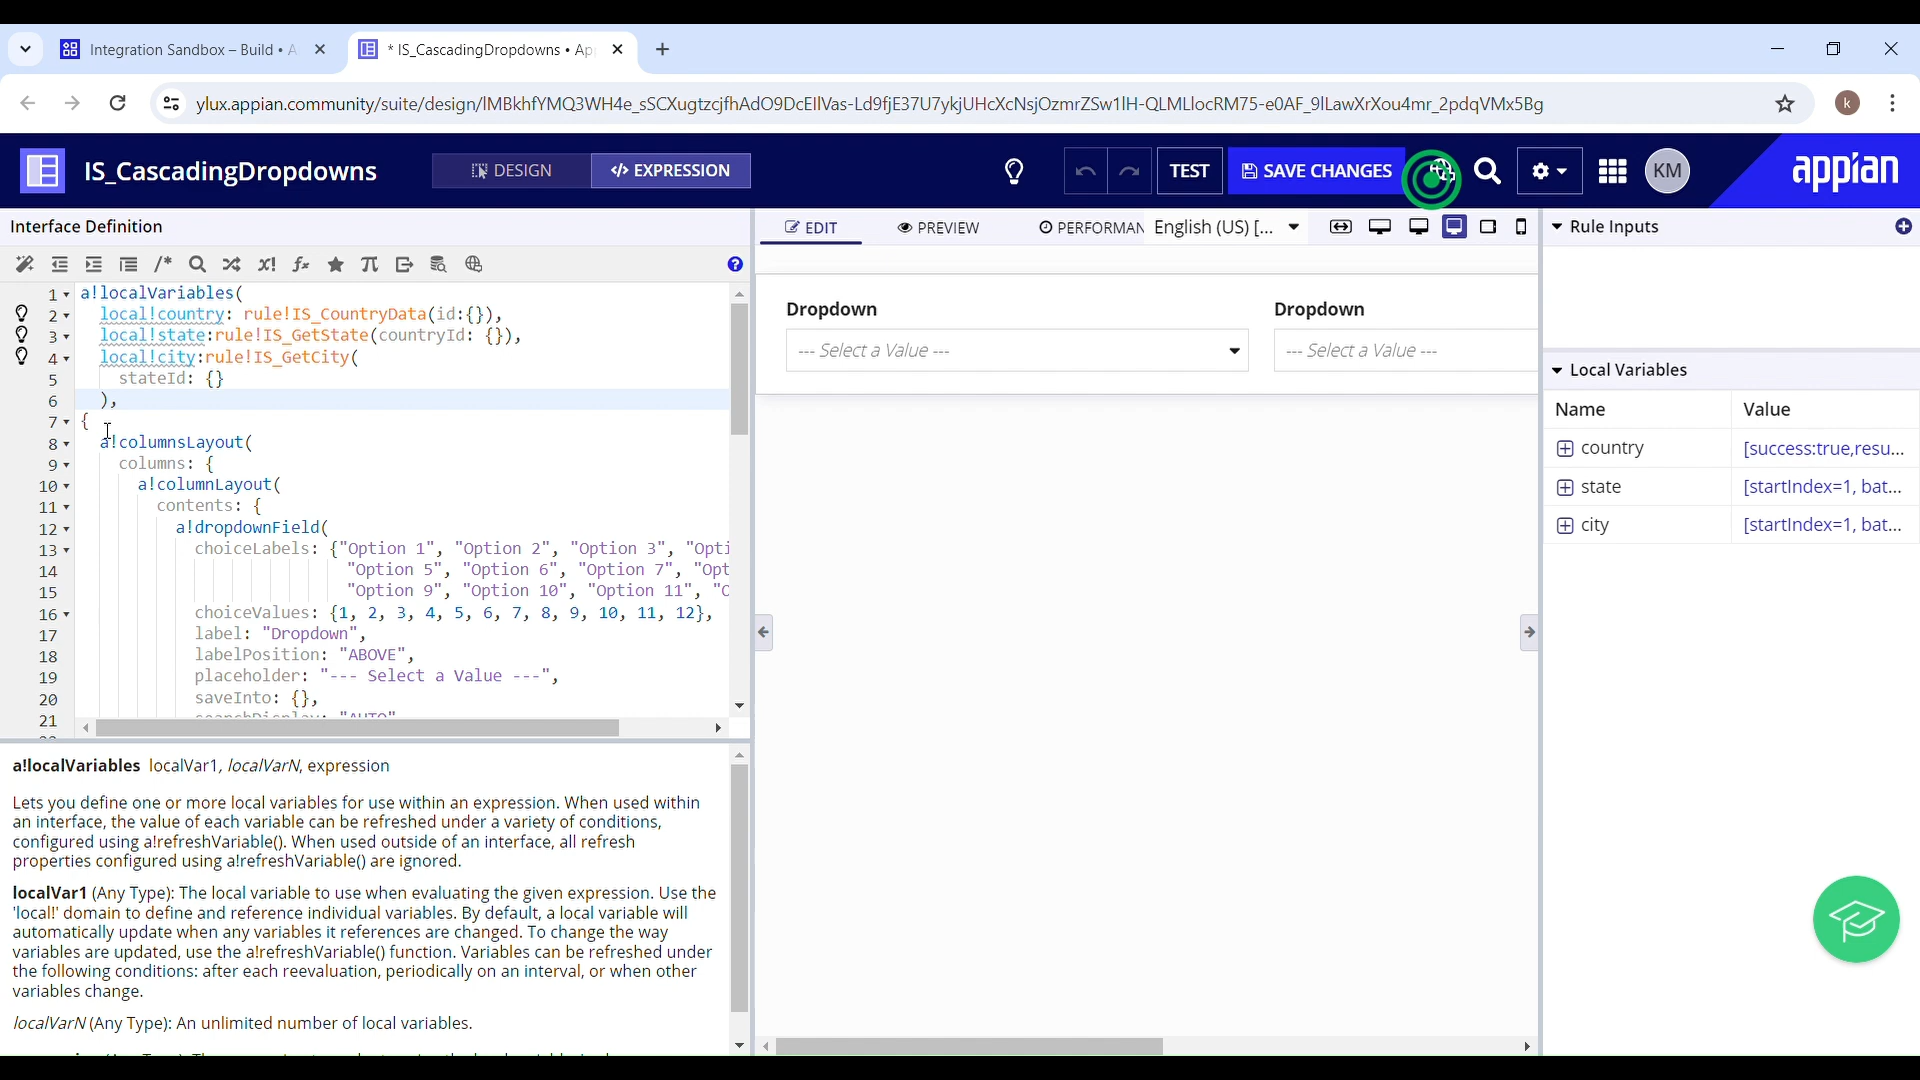 Integration Sandbox – Build • A
* IS_CascadingDropdowns • Ap
ylux.appian.community/suite/design/
IS_CascadingDropdowns
DESIGN
</> EXPRESSION
TEST
SAVE CHANGES
KM
appian
k
Interface Definition
EDIT
PREVIEW
PERFORMAN
English (US) [...
Rule Inputs
1 a!localVariables(
2 local!country: rule!IS_CountryData(id:{}),
3 local!state:rule!IS_GetState(countryId: {}),
4 local!city:rule!IS_GetCity(
5 stateId: {}
6 ),
7 {
8 a!columnsLayout(
9 columns: {
10 a!columnLayout(
11 contents: {
12 a!dropdownField(
13 choiceLabels: {"Option 1", "Option 2", "Option 3", "Opti
14 "Option 5", "Option 6", "Option 7", "Opt
15 "Option 9", "Option 10", "Option 11", "O
16 choiceValues: {1, 2, 3, 4, 5, 6, 7, 8, 9, 10, 11, 12},
17 label: "Dropdown",
18 labelPosition: "ABOVE",
19 placeholder: "--- Select a Value ---",
20 saveInto: {},
21
Dropdown
--- Select a Value ---
Dropdown
--- Select a Value ---
Local Variables
Name Value
country [success:true,resu...
state [startIndex=1, bat...
city [startIndex=1, bat...
a!localVariables localVar1, localVarN, expression
Lets you define one or more local variables for use within an expression. When used within
an interface, the value of each variable can be refreshed under a variety of conditions,
configured using a!refreshVariable(). When used outside of an interface, all refresh
properties configured using a!refreshVariable() are ignored.
localVar1 (Any Type): The local variable to use when evaluating the given expression. Use the
'local!' domain to define and reference individual variables. By default, a local variable will
automatically update when any variables it references are changed. To change the way
variables are updated, use the a!refreshVariable() function. Variables can be refreshed under
the following conditions: after each reevaluation, periodically on an interval, or when other
variables change.
localVarN (Any Type): An unlimited number of local variables.